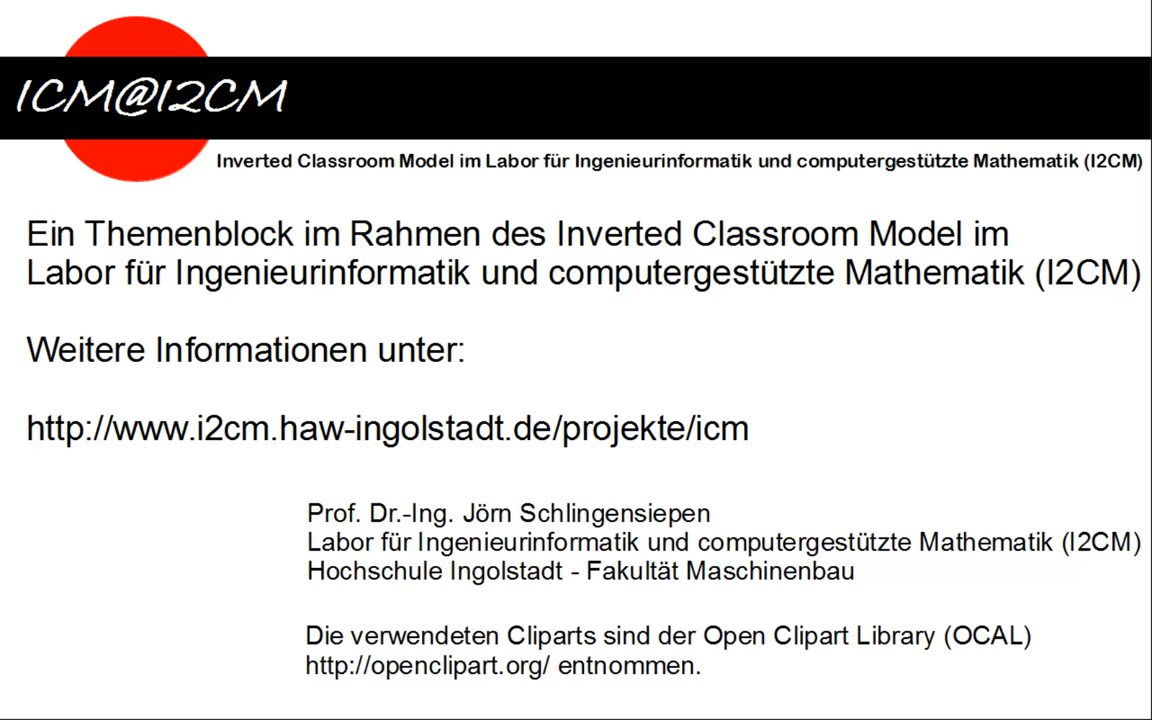 ICM@I2CM
Inverted Classroom Model im Labor für Ingenieurinformatik und computergestützte Mathematik (I2CM)
Ein Themenblock im Rahmen des Inverted Classroom Model im
Labor für Ingenieurinformatik und computergestützte Mathematik (I2CM)
Weitere Informationen unter:
http://www.i2cm.haw-ingolstadt.de/projekte/icm
Prof. Dr.-Ing. Jörn Schlingensiepen
Labor für Ingenieurinformatik und computergestützte Mathematik (I2CM)
Hochschule Ingolstadt - Fakultät Maschinenbau
Die verwendeten Cliparts sind der Open Clipart Library (OCAL)
http://openclipart.org/ entnommen.